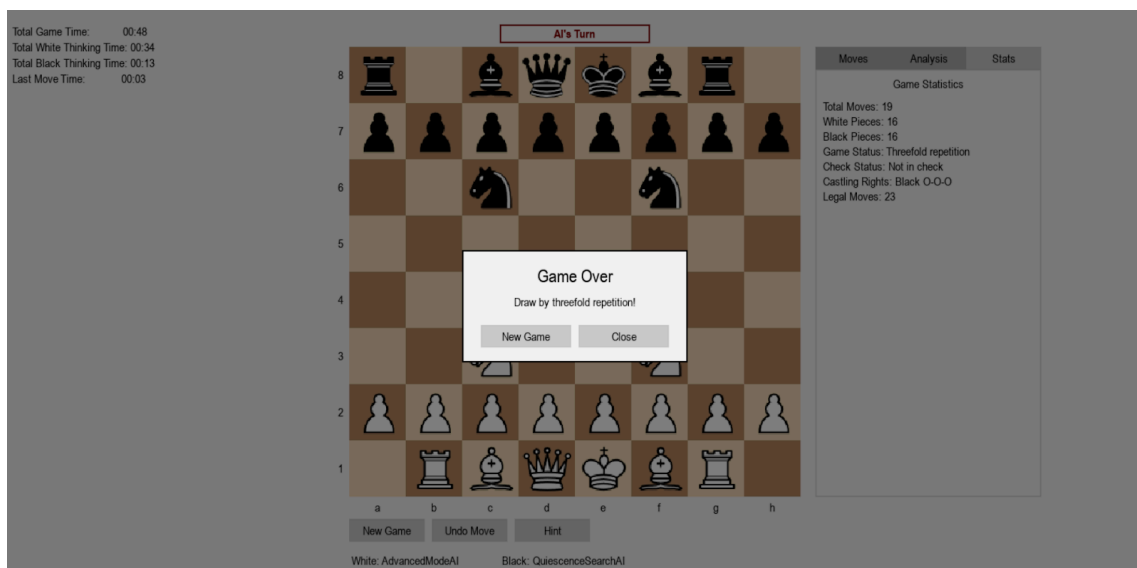 Total Game Time: 00:48
Total White Thinking Time: 00:34
Total Black Thinking Time: 00:13
Last Move Time: 00:03
AI's Turn
8
7
6
5
4
3
2
1
a b c d e f g h
Game Over
Draw by threefold repetition!
New Game Close
New Game Undo Move Hint
White: AdvancedModeAI Black: QuiescenceSearchAI
Moves Analysis Stats
Game Statistics
Total Moves: 19
White Pieces: 16
Black Pieces: 16
Game Status: Threefold repetition
Check Status: Not in check
Castling Rights: Black O-O-O
Legal Moves: 23